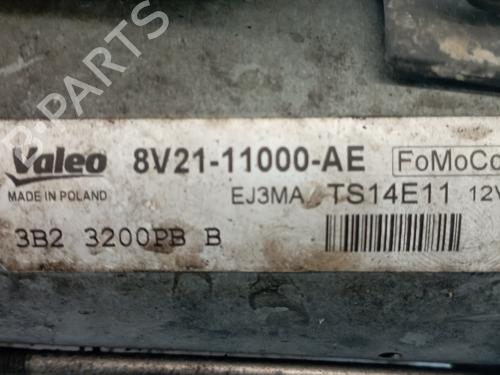 B-PARTS
Valeo 8V21-11000-AE FoMoCo
MADE IN POLAND EJ3MA TS14E11 12V
3B2 3200PB B